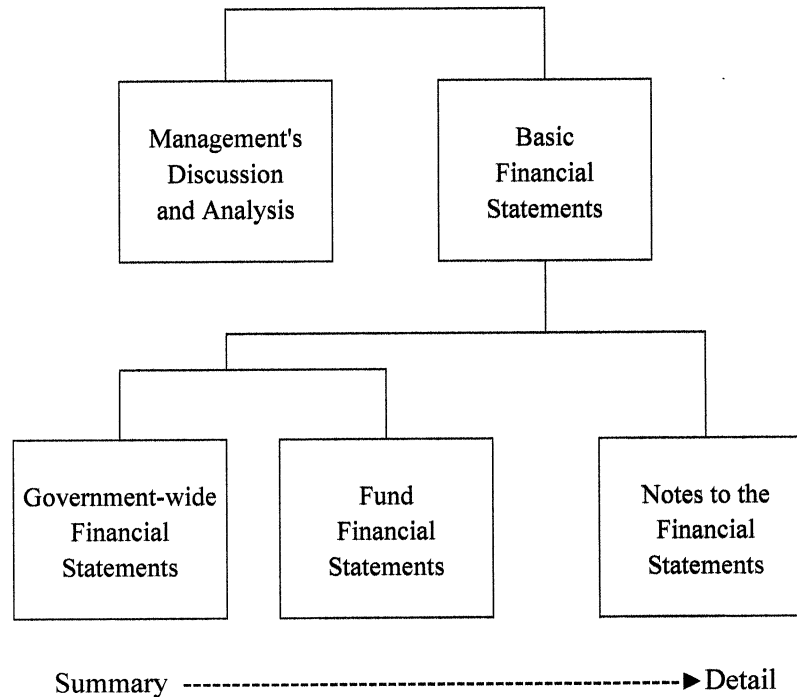 Management's
Discussion
and Analysis
Basic
Financial
Statements
Government-wide
Financial
Statements
Fund
Financial
Statements
Notes to the
Financial
Statements
Summary
Detail